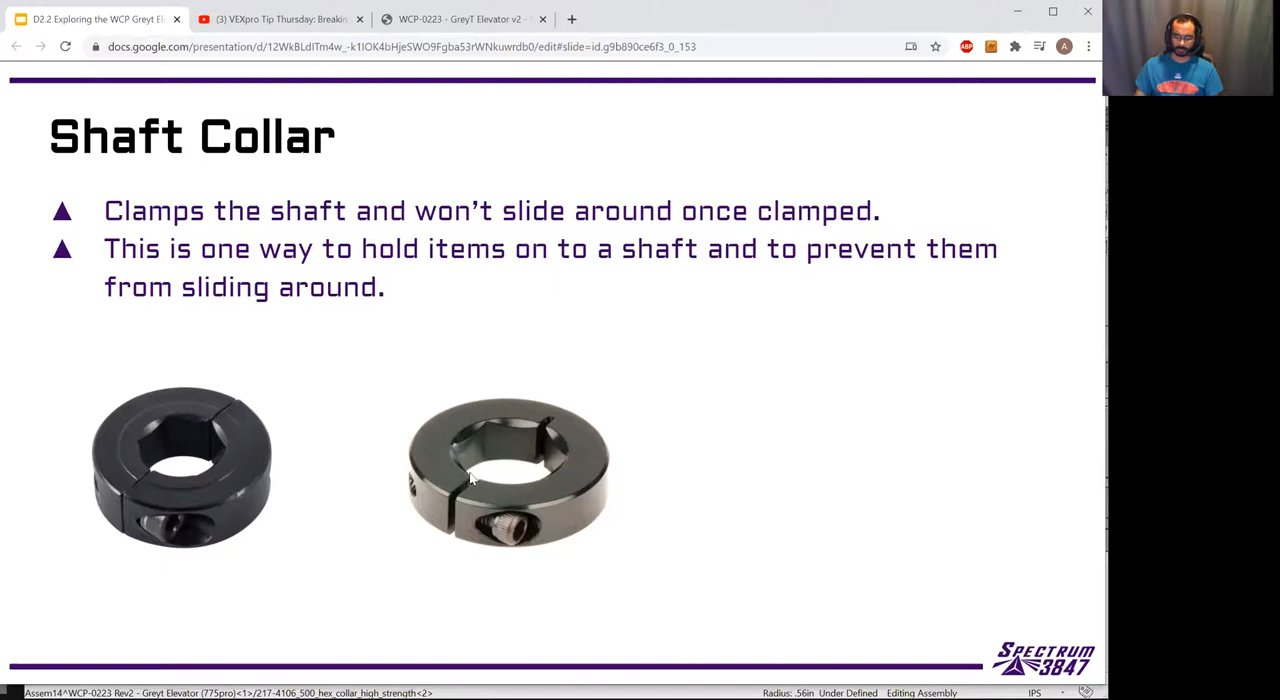 D2.2 Exploring the WCP Greyt El
(3) VEXpro Tip Thursday: Breakin
WCP-0223 - GreyT Elevator v2 -
docs.google.com/presentation/d/12WkBLdITm4w_-k1IOK4bHjeSWO9Fgba53rWNkuwrdb0/edit#slide=id.g9b890ce6f3_0_153
ABP
A
Shaft Collar
▲ Clamps the shaft and won't slide around once clamped.
▲ This is one way to hold items on to a shaft and to prevent them
from sliding around.
SPECTRUM
3847
Assem14^WCP-0223 Rev2 - Greyt Elevator (775pro)<1>/217-4106_500_hex_collar_high_strength<2>
Radius: .56in Under Defined Editing Assembly IPS -